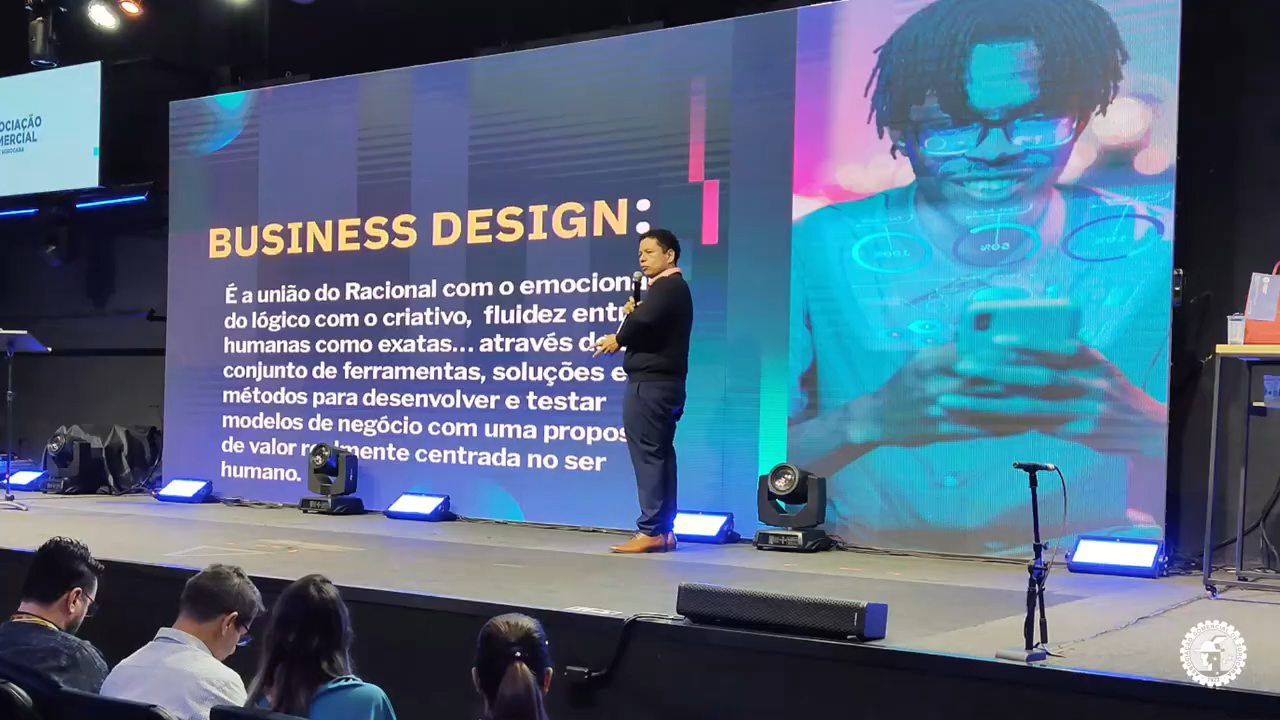 OCIAÇÃO
MERCIAL
BUSINESS DESIGN:
É a união do Racional com o emociona
do lógico com o criativo, fluidez entr
humanas como exatas... através d
conjunto de ferramentas, soluções e
métodos para desenvolver e testar
modelos de negócio com uma propos
de valor realmente centrada no ser
humano.